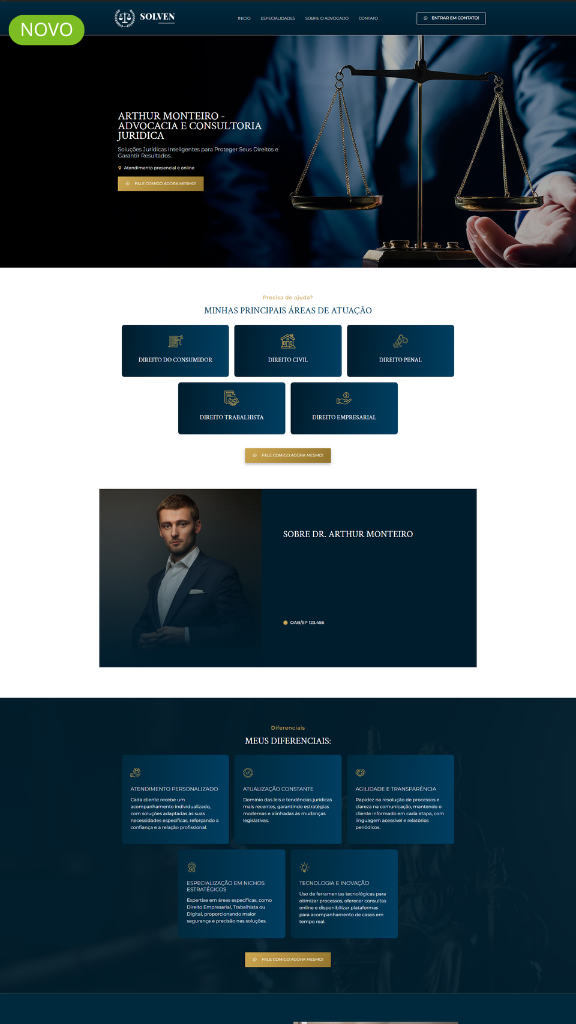 NOVO
SOLVEN
INICIO ESPECIALIDADES SOBRE O ADVOGADO CONTATO
ENTRAR EM CONTATO!
ARTHUR MONTEIRO -
ADVOCACIA E CONSULTORIA
JURIDICA
Soluções Jurídicas Inteligentes para Proteger Seus Direitos e
Garantir Resultados.
Atendimento presencial e online
FALE COMIGO AGORA MESMO!
Precisa de ajuda?
MINHAS PRINCIPAIS ÁREAS DE ATUAÇÃO
DIREITO DO CONSUMIDOR
DIREITO CIVIL
DIREITO PENAL
DIREITO TRABALHISTA
DIREITO EMPRESARIAL
FALE COMIGO AGORA MESMO!
SOBRE DR. ARTHUR MONTEIRO
OAB/SP 123.456
Diferenciais
MEUS DIFERENCIAIS:
ATENDIMENTO PERSONALIZADO
Cada cliente recebe um
acompanhamento individualizado,
com soluções adaptadas às suas
necessidades específicas, reforçando a
confiança e a relação profissional.
ATUALIZAÇÃO CONSTANTE
Domínio das leis e tendências jurídicas
mais recentes, garantindo estratégias
modernas e alinhadas às mudanças
legislativas.
AGILIDADE E TRANSPARÊNCIA
Rapidez na resolução de processos e
clareza na comunicação, mantendo o
cliente informado em cada etapa, com
linguagem acessível e relatórios
periódicos.
ESPECIALIZAÇÃO EM NICHOS
ESTRATÉGICOS
Expertise em áreas específicas, como
Direito Empresarial, Trabalhista ou
Digital, proporcionando maior
segurança e precisão nas soluções.
TECNOLOGIA E INOVAÇÃO
Uso de ferramentas tecnológicas para
otimizar processos, oferecer consultas
online e disponibilizar plataformas
para acompanhamento de casos em
tempo real.
FALE COMIGO AGORA MESMO!